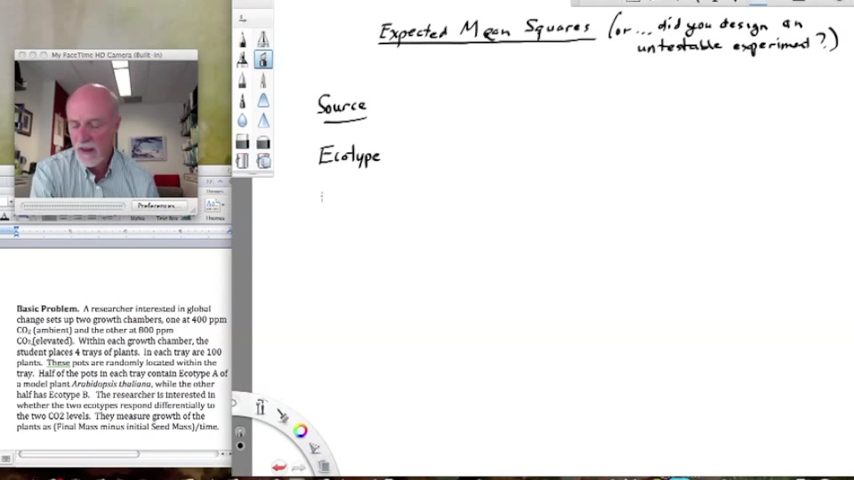 My FaceTime HD Camera (Built-in)
Expected Mean Squares (or... did you design an
untestable experiment?)
Source
Ecotype
Preferences...
Styles
Text Box
Themes
Basic Problem. A researcher interested in global
change sets up two growth chambers, one at 400 ppm
CO₂ (ambient) and the other at 800 ppm
CO₂(elevated). Within each growth chamber, the
student places 4 trays of plants. In each tray are 100
plants. These pots are randomly located within the
tray. Half of the pots in each tray contain Ecotype A of
a model plant Arabidopsis thaliana, while the other
half has Ecotype B. The researcher is interested in
whether the two ecotypes respond differentially to
the two CO2 levels. They measure growth of the
plants as (Final Mass minus initial Seed Mass)/time.